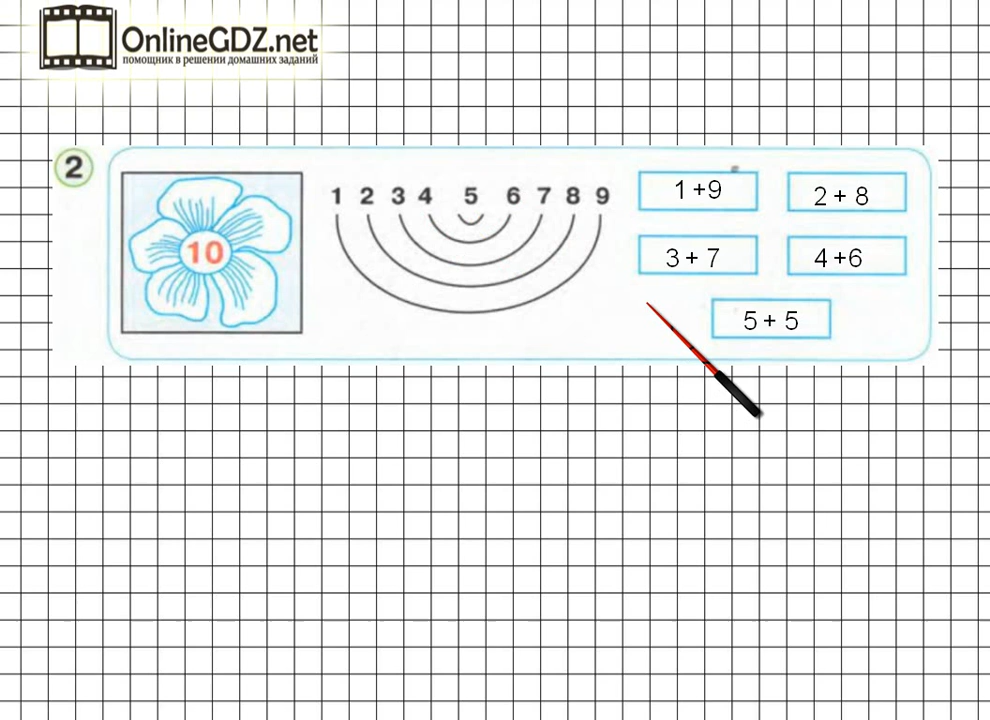 OnlineGDZ.net
помощник в решении домашних заданий
2
10
1 2 3 4 5 6 7 8 9
1 +9
2 + 8
3 + 7
4 +6
5 + 5